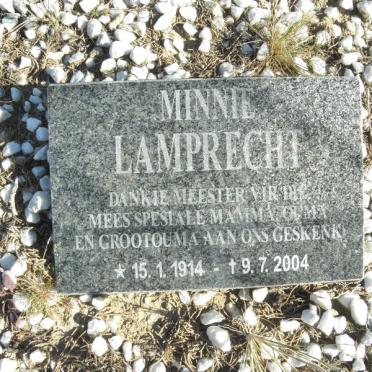 MINNIE
LAMPRECHT
DANKIE MEESTER VIR DIE
MEES SPESIALE MAMMA, OUMA
EN GROOTOUMA AAN ONS GESKENK
★ 15. 1. 1914 - † 9. 7. 2004